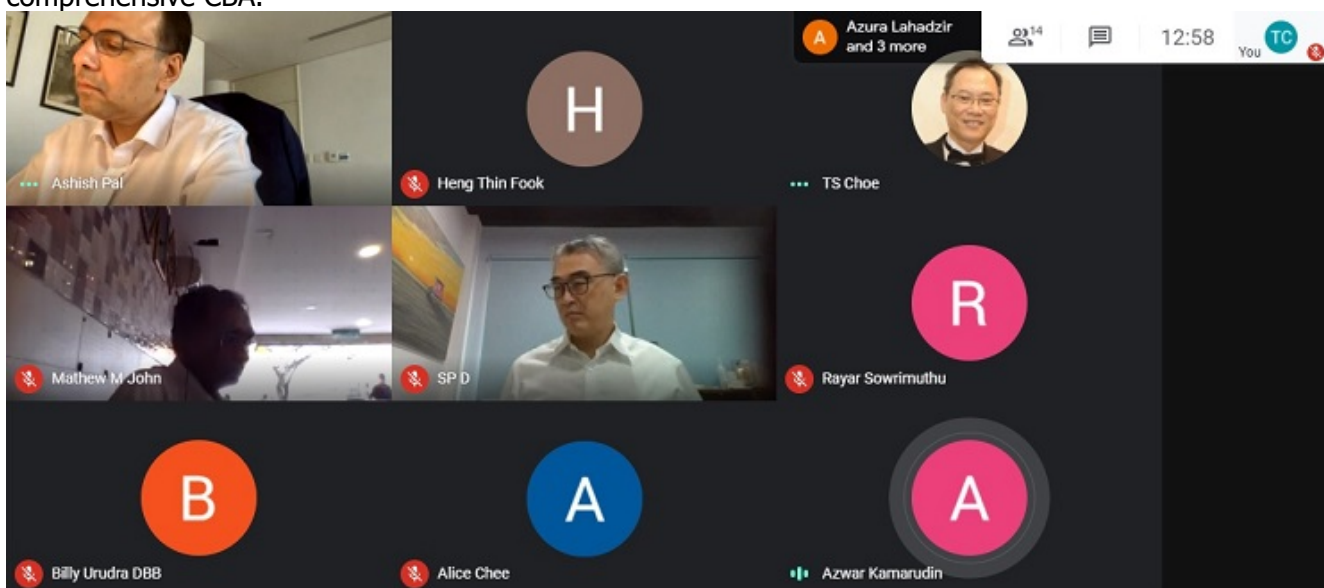 comprehensive CBA.
A
Azura Lahadzir
and 3 more
14
12:58
You
TC
Ashish Pal
H
Heng Thin Fook
TS Choe
Mathew M John
SP D
R
Rayar Sowrimuthu
B
Billy Urudra DBB
A
Alice Chee
A
Azwar Kamarudin